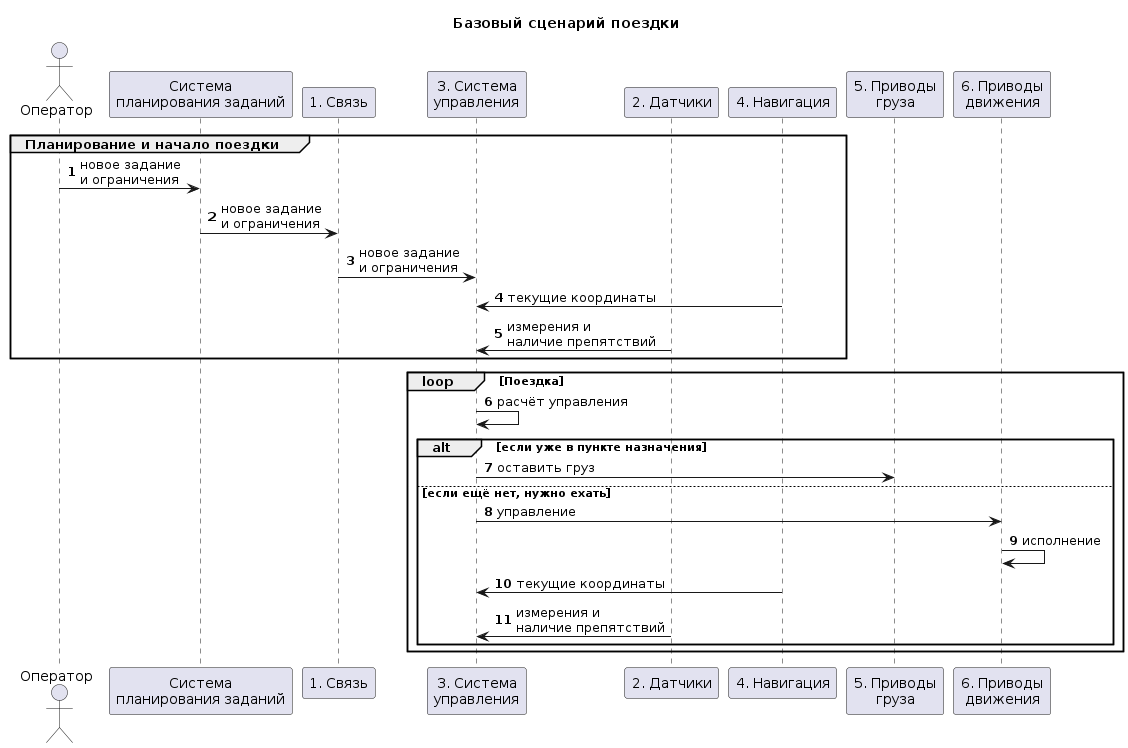 Базовый сценарий поездки
Оператор
Система
планирования заданий
1. Связь
3. Система
управления
2. Датчики
4. Навигация
5. Приводы
груза
6. Приводы
движения
Планирование и начало поездки
1 новое задание
и ограничения
2 новое задание
и ограничения
3 новое задание
и ограничения
4 текущие координаты
5 измерения и
наличие препятствий
loop [Поездка]
6 расчёт управления
alt [если уже в пункте назначения]
7 оставить груз
[если ещё нет, нужно ехать]
8 управление
9 исполнение
10 текущие координаты
11 измерения и
наличие препятствий
Оператор
Система
планирования заданий
1. Связь
3. Система
управления
2. Датчики
4. Навигация
5. Приводы
груза
6. Приводы
движения